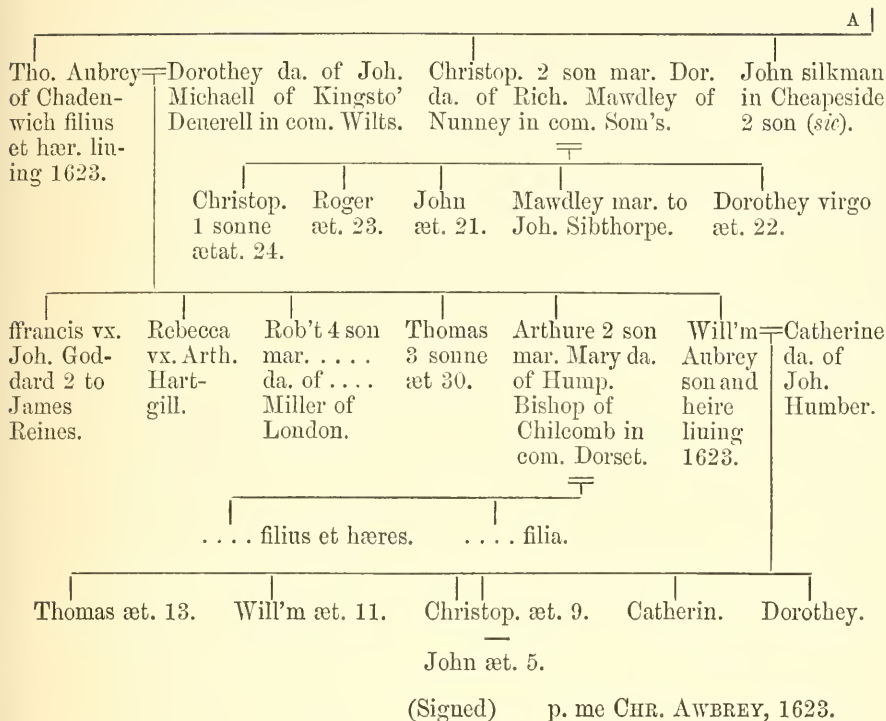 A
Tho. Aubrey
of Chaden-
wich filius
et hær. liu-
ing 1623.
Dorothey da. of Joh.
Michaell of Kingsto'
Deuerell in com. Wilts.
Christop. 2 son mar. Dor.
da. of Rich. Mawdley of
Nunney in com. Som's.
John silkman
in Cheapeside
2 son (sic).
Christop.
1 sonne
ætat. 24.
Roger
æt. 23.
John
æt. 21.
Mawdley mar. to
Joh. Sibthorpe.
Dorothey virgo
æt. 22.
ffrancis vx.
Joh. God-
dard 2 to
James
Reines.
Rebecca
vx. Arth.
Hart-
gill.
Rob't 4 son
mar. . . . .
da. of . . . .
Miller of
London.
Thomas
3 sonne
æt 30.
Arthure 2 son
mar. Mary da.
of Hump.
Bishop of
Chilcomb in
com. Dorset.
Will'm
Aubrey
son and
heire
liuing
1623.
Catherine
da. of
Joh.
Humber.
. . . . filius et hæres.
. . . . filia.
Thomas æt. 13.
Will'm æt. 11.
Christop. æt. 9.
Catherin.
Dorothey.
John æt. 5.
(Signed) p. me CHR. AWBREY, 1623.